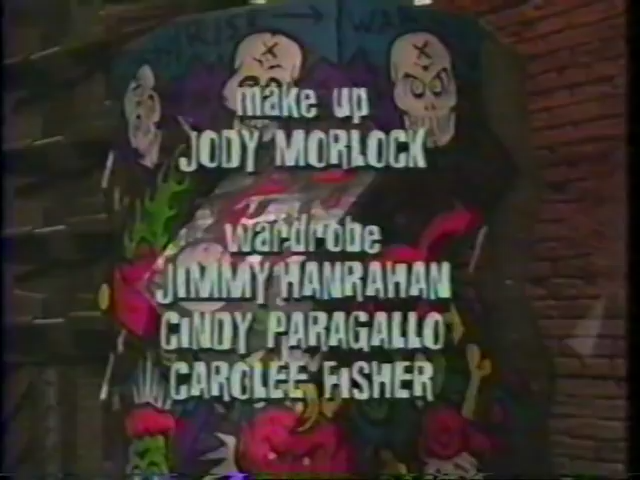 make up
JODY MORLOCK
wardrobe
JIMMY HANRAHAN
CINDY PARAGALLO
CAROLEE FISHER